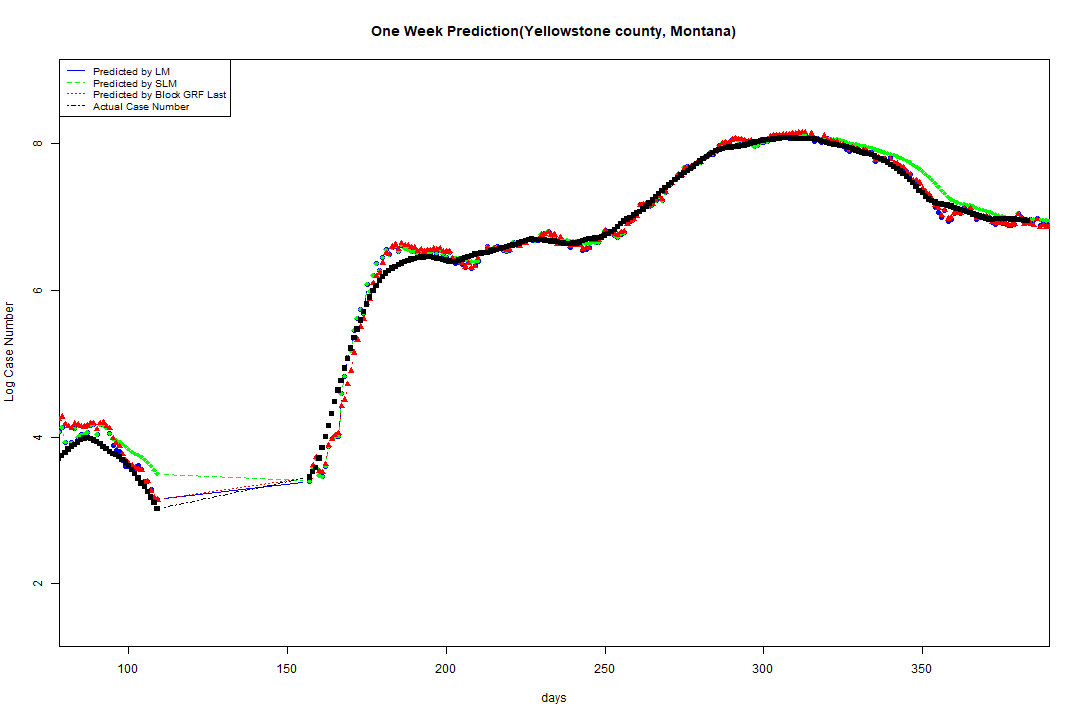 One Week Prediction(Yellowstone county, Montana)
Predicted by LM
Predicted by SLM
Predicted by Block GRF Last
Actual Case Number
8
6
4
2
Log Case Number
100 150 200 250 300 350
days